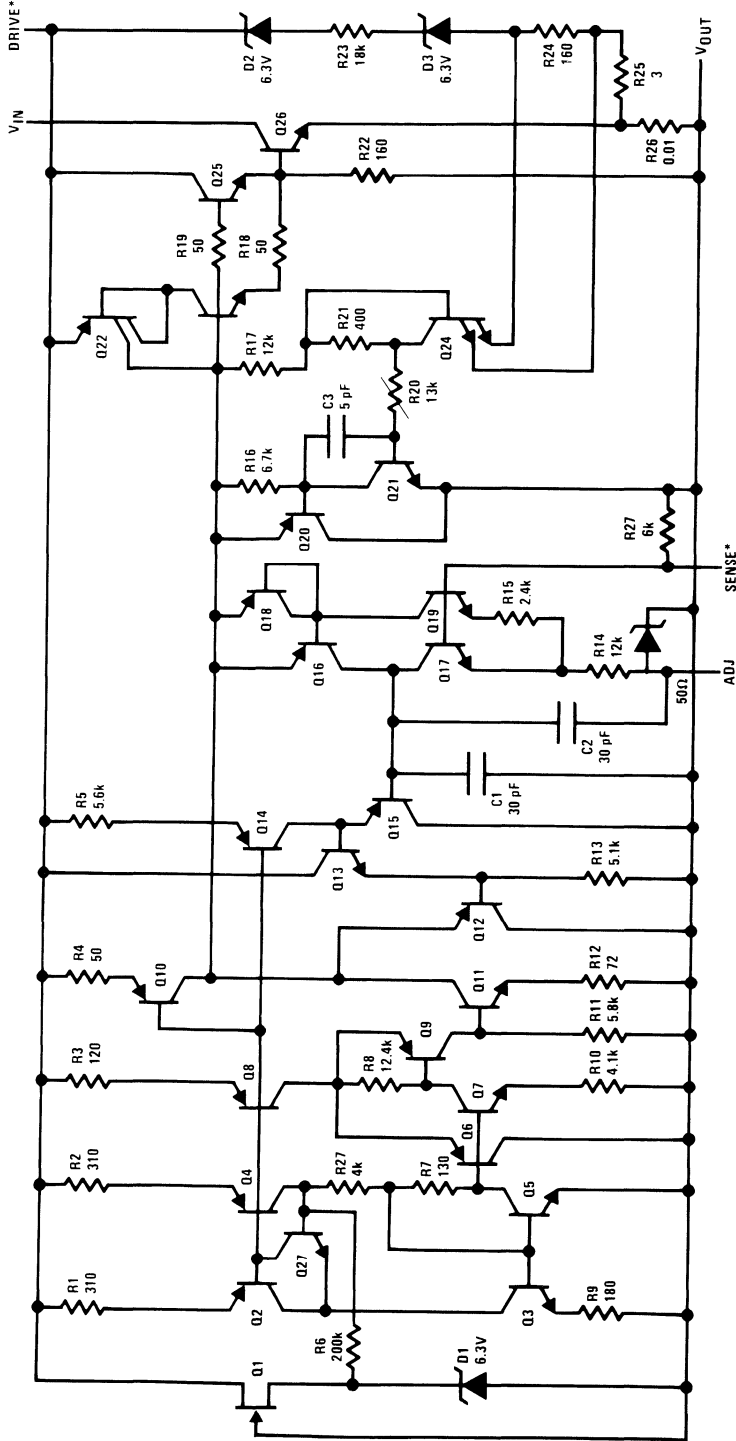 DRIVE*
VIN
D2
6.3V
R23
18k
D3
6.3V
R24
160
R25
3
VOUT
R26
0.01
Q26
R22
160
Q25
R19
50
R18
50
Q22
R17
12k
R21
400
Q24
R20
13k
C3
5 pF
R16
6.7k
Q21
Q20
R27
6k
SENSE*
Q18
Q19
R15
2.4k
Q16
Q17
R14
12k
50Ω
ADJ
C2
30 pF
C1
30 pF
R5
5.6k
Q14
Q15
Q13
R13
5.1k
Q12
R4
50
Q10
Q11
R12
72
R11
5.8k
R3
120
Q8
Q9
R8
12.4k
Q7
R10
4.1k
Q6
R2
310
Q4
R27
4k
R7
130
Q5
Q27
R1
310
Q2
Q3
R9
180
R6
200k
Q1
D1
6.3V